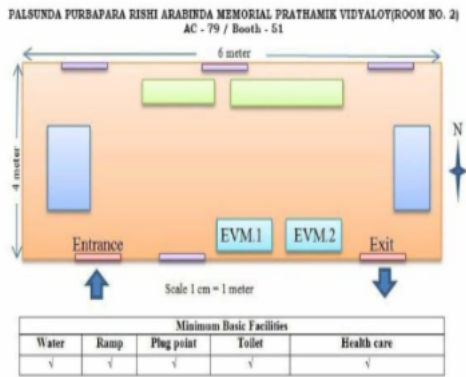 PALSUNDA PURBAPARA RISHI ARABINDA MEMORIAL PRATHAMIK VIDYALOY(ROOM NO. 2)
AC - 79 / Booth - 51
6 meter
4 meter
N
EVM.1 EVM.2
Entrance Exit
Scale 1 cm = 1 meter
Minimum Basic Facilities
Water Ramp Plug point Toilet Health care
√ √ √ √ √